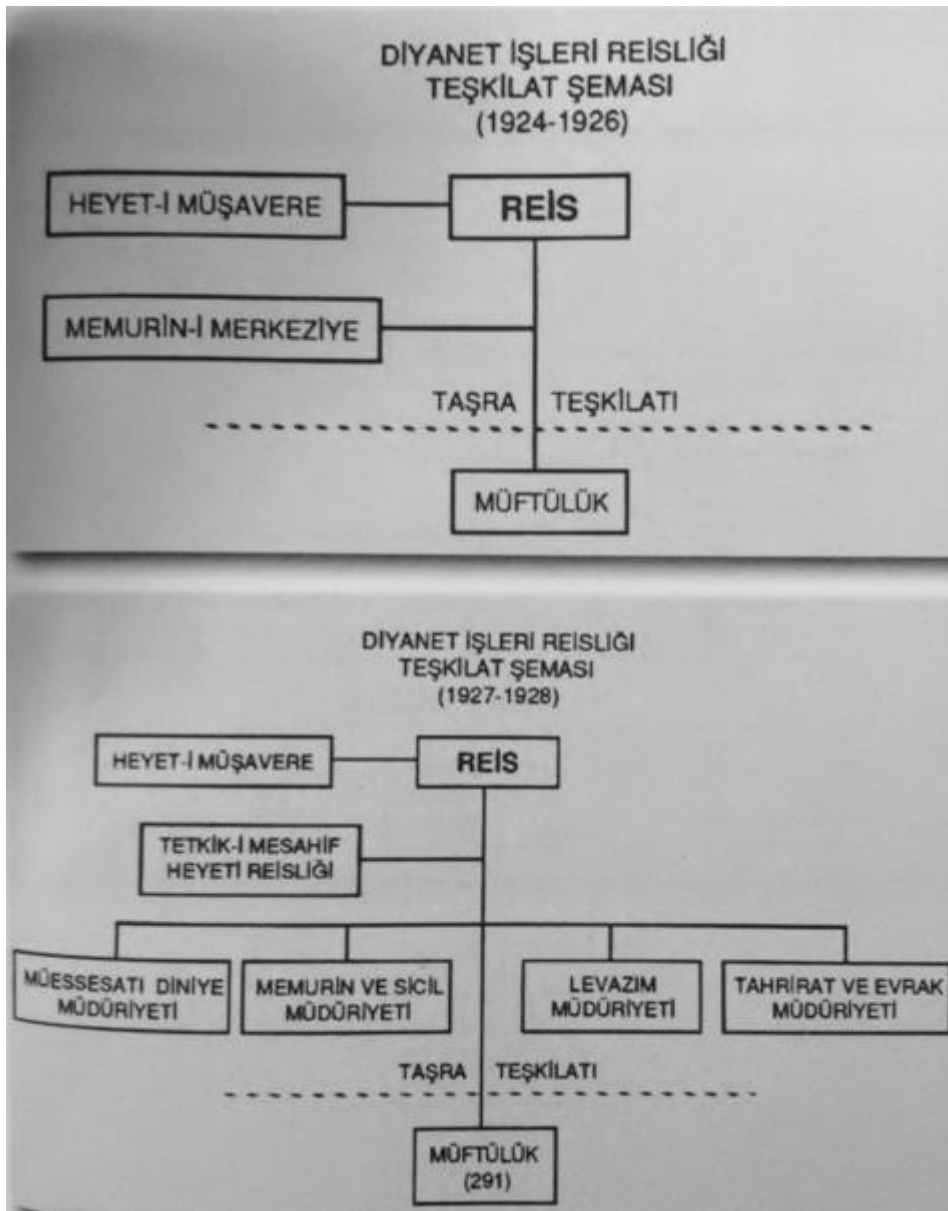 DİYANET İŞLERİ REİSLİĞİ
TEŞKİLAT ŞEMASI
(1924-1926)
HEYET-İ MÜŞAVERE
REİS
MEMURİN-İ MERKEZİYE
TAŞRA TEŞKİLATI
MÜFTÜLÜK
DİYANET İŞLERİ REİSLİĞİ
TEŞKİLAT ŞEMASI
(1927-1928)
HEYET-İ MÜŞAVERE
REİS
TETKİK-İ MESAHİF
HEYETİ REİSLİĞİ
MÜESSESATI DİNİYE
MÜDÜRİYETİ
MEMURİN VE SİCİL
MÜDÜRİYETİ
LEVAZIM
MÜDÜRİYETİ
TAHRİRAT VE EVRAK
MÜDÜRİYETİ
TAŞRA TEŞKİLATI
MÜFTÜLÜK
(291)